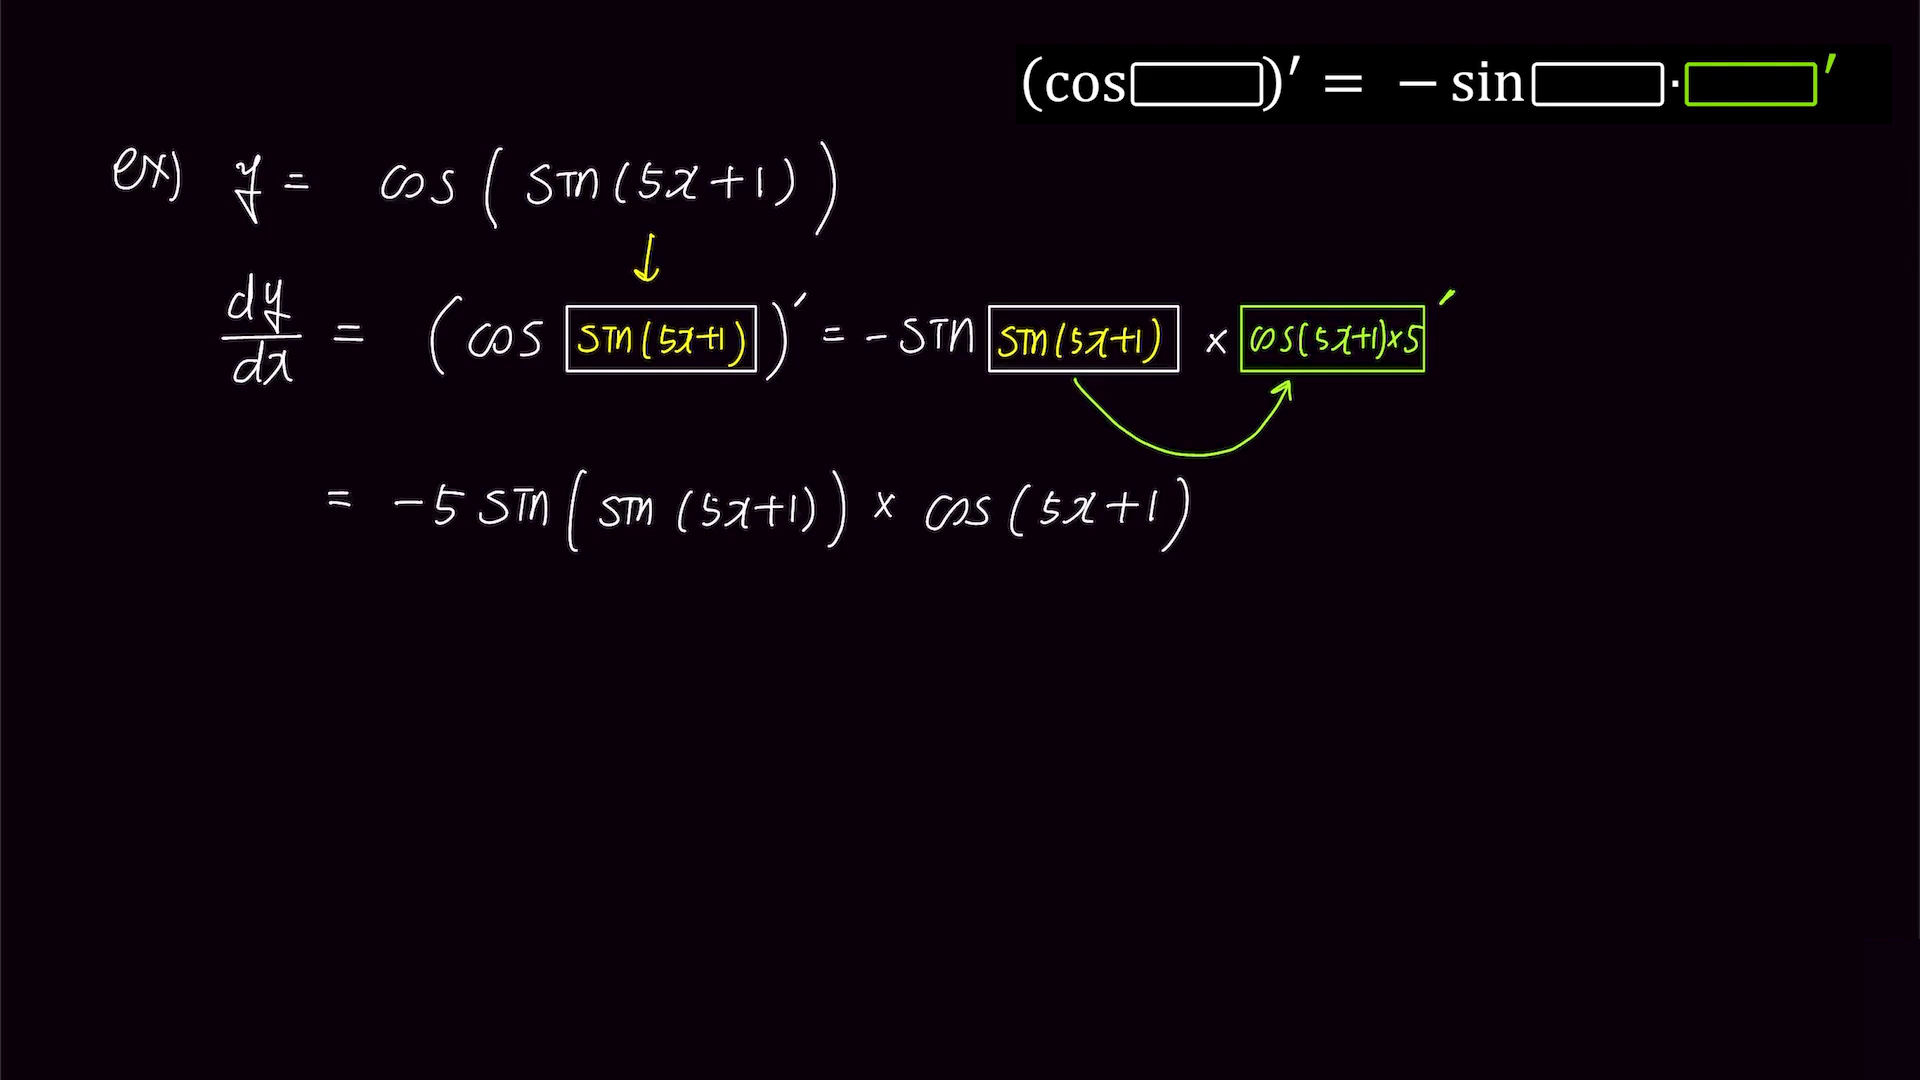 (cos□)′ = − sin□·□′
ex) y = cos(sin(5x+1))
↓
dy/dx = (cos sin(5x+1))′ = -sin sin(5x+1) × cos(5x+1)×5′
= -5 sin(sin(5x+1)) × cos(5x+1)